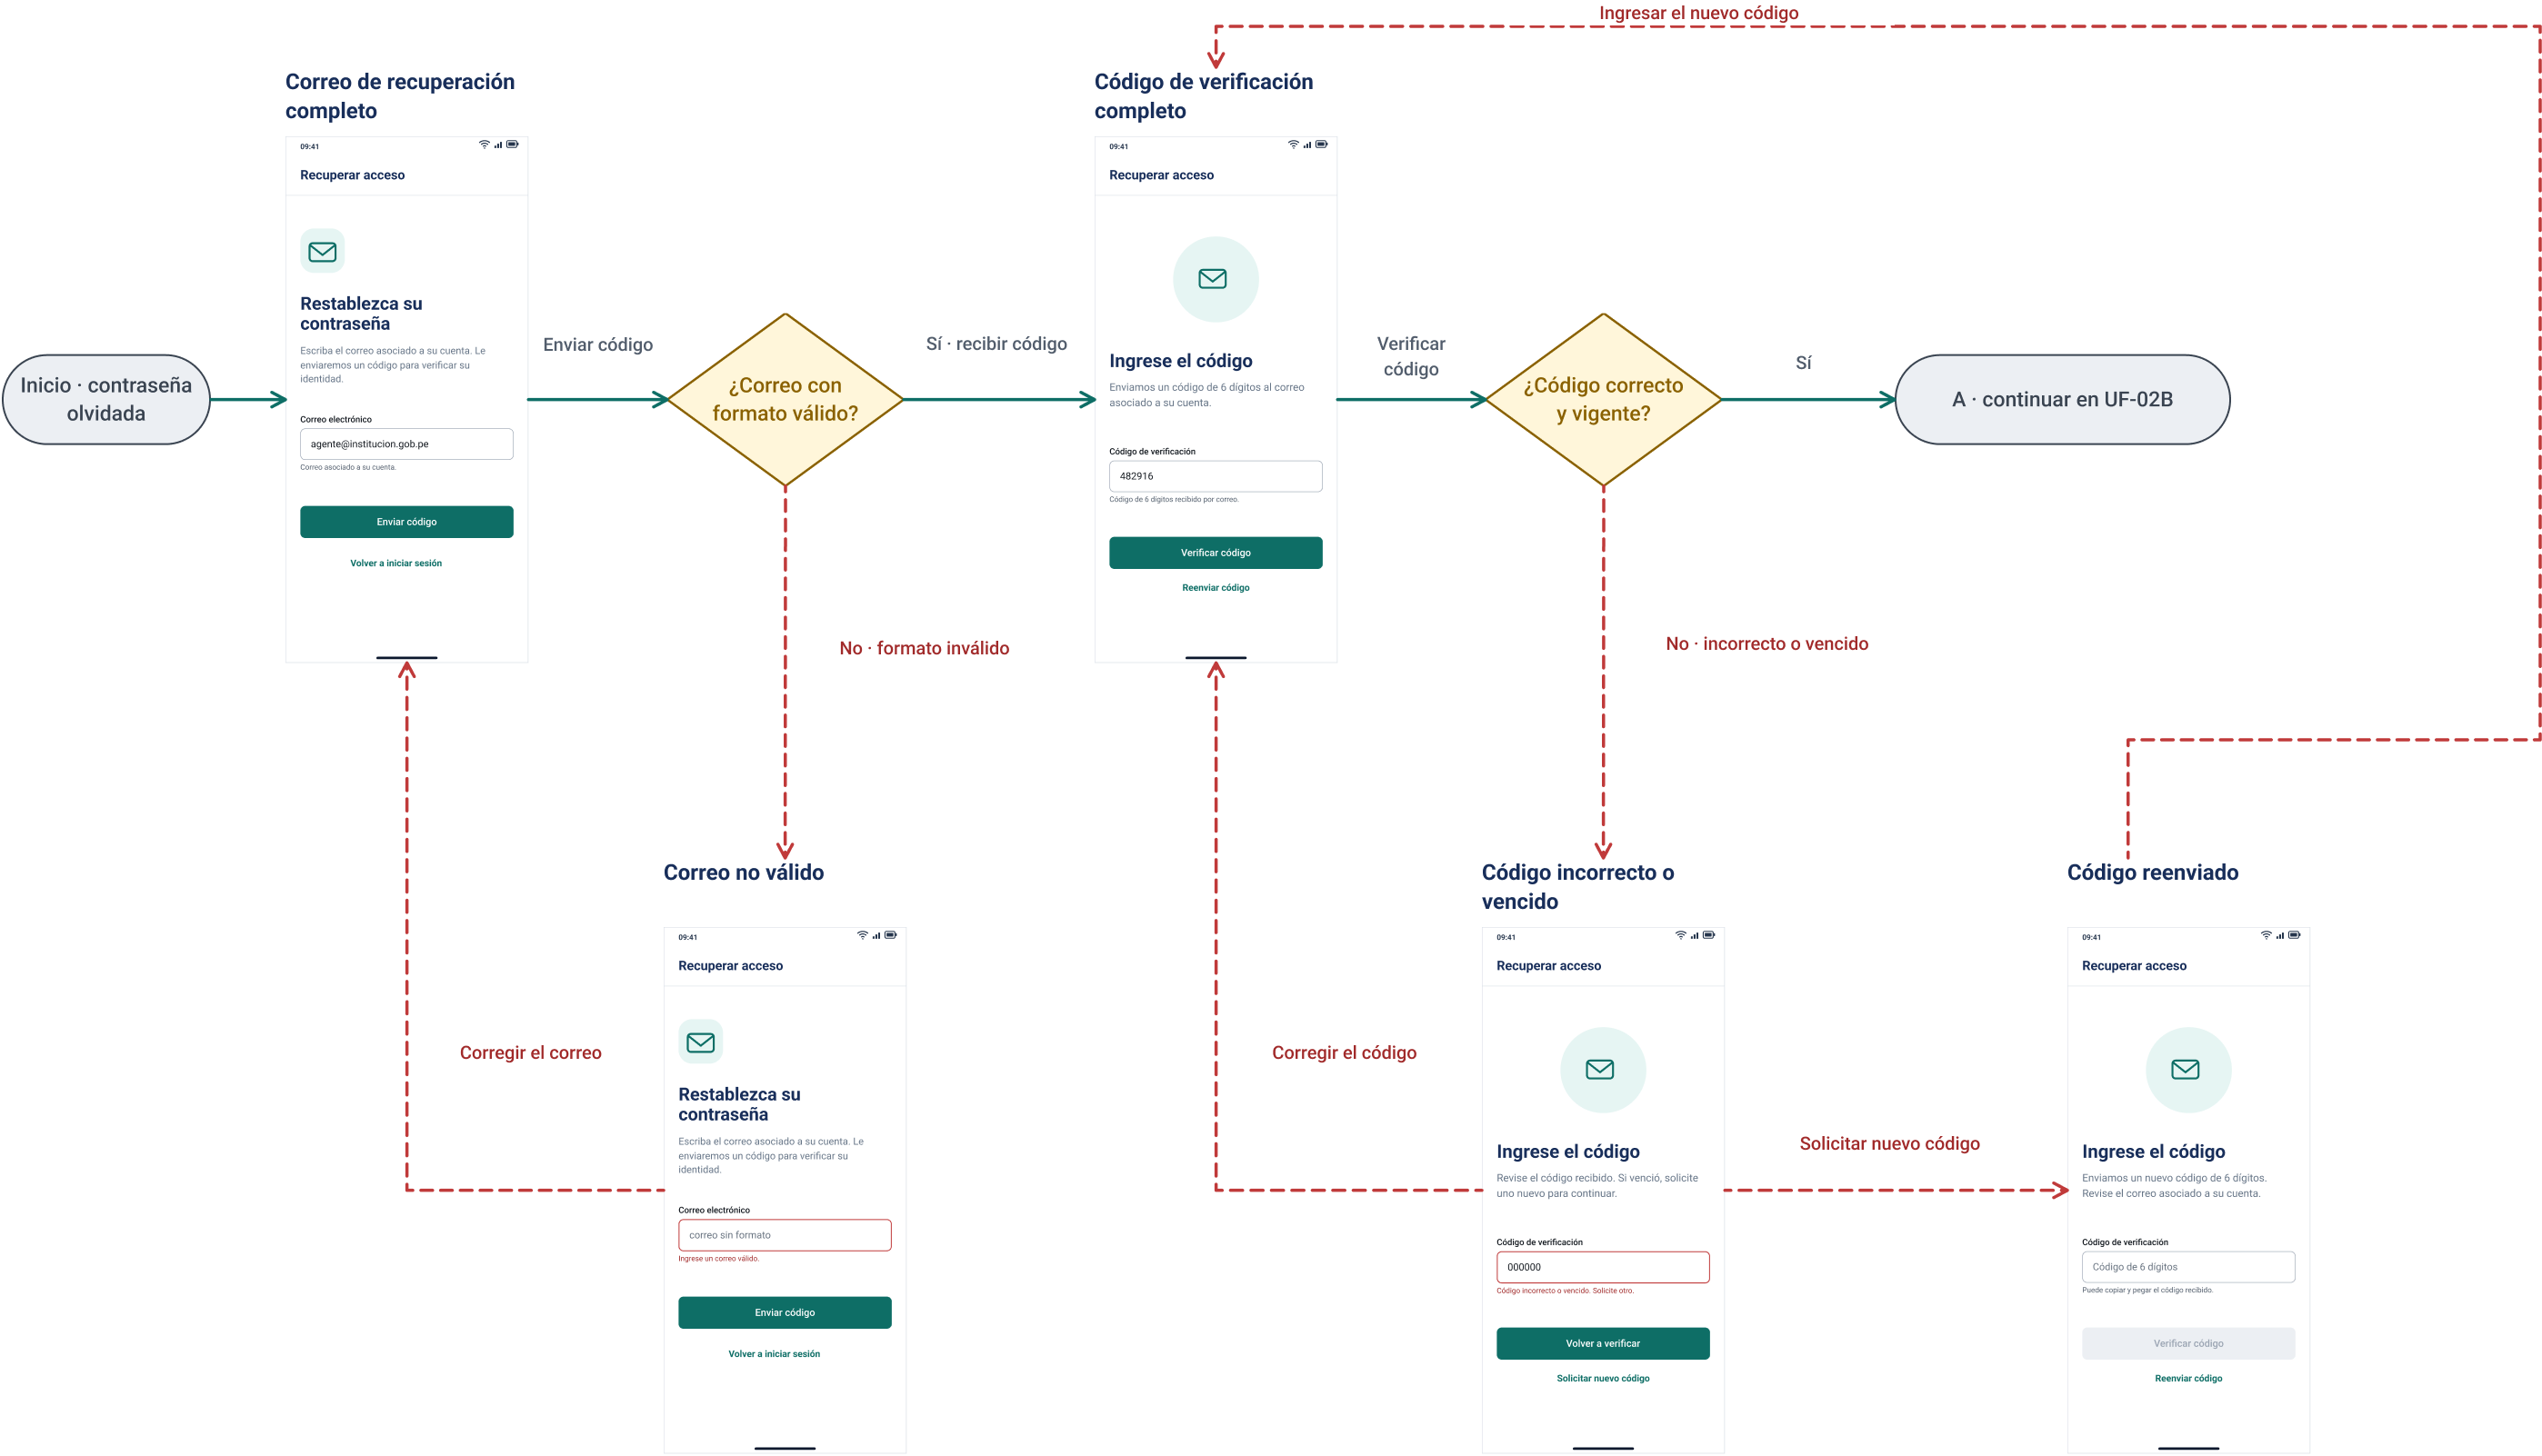 Ingresar el nuevo código
Correo de recuperación
completo
09:41
Recuperar acceso
Restablezca su
contraseña
Escriba el correo asociado a su cuenta. Le
enviaremos un código para verificar su
identidad.
Correo electrónico
agente@institucion.gob.pe
Correo asociado a su cuenta.
Enviar código
Volver a iniciar sesión
Inicio · contraseña
olvidada
Enviar código
¿Correo con
formato válido?
Sí · recibir código
No · formato inválido
Código de verificación
completo
09:41
Recuperar acceso
Ingrese el código
Enviamos un código de 6 dígitos al correo
asociado a su cuenta.
Código de verificación
482916
Código de 6 dígitos recibido por correo.
Verificar código
Reenviar código
Verificar
código
¿Código correcto
y vigente?
Sí
A · continuar en UF-02B
No · incorrecto o vencido
Corregir el correo
Correo no válido
09:41
Recuperar acceso
Restablezca su
contraseña
Escriba el correo asociado a su cuenta. Le
enviaremos un código para verificar su
identidad.
Correo electrónico
correo sin formato
Ingrese un correo válido.
Enviar código
Volver a iniciar sesión
Corregir el código
Código incorrecto o
vencido
09:41
Recuperar acceso
Ingrese el código
Revise el código recibido. Si venció, solicite
uno nuevo para continuar.
Código de verificación
000000
Código incorrecto o vencido. Solicite otro.
Volver a verificar
Solicitar nuevo código
Solicitar nuevo código
Código reenviado
09:41
Recuperar acceso
Ingrese el código
Enviamos un nuevo código de 6 dígitos.
Revise el correo asociado a su cuenta.
Código de verificación
Código de 6 dígitos
Puede copiar y pegar el código recibido.
Verificar código
Reenviar código